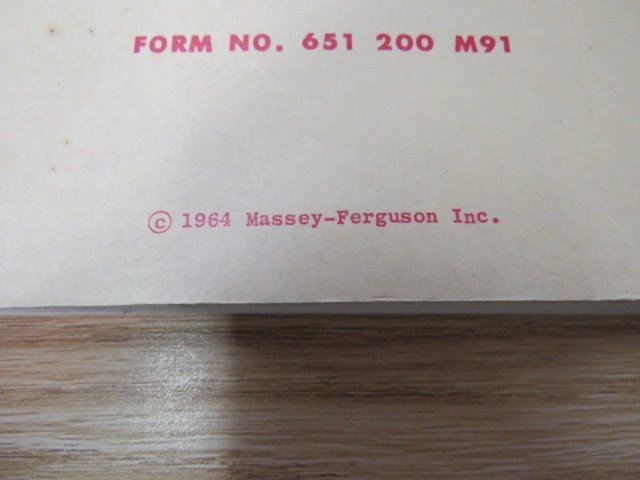 FORM NO. 651 200 M91
© 1964 Massey-Ferguson Inc.